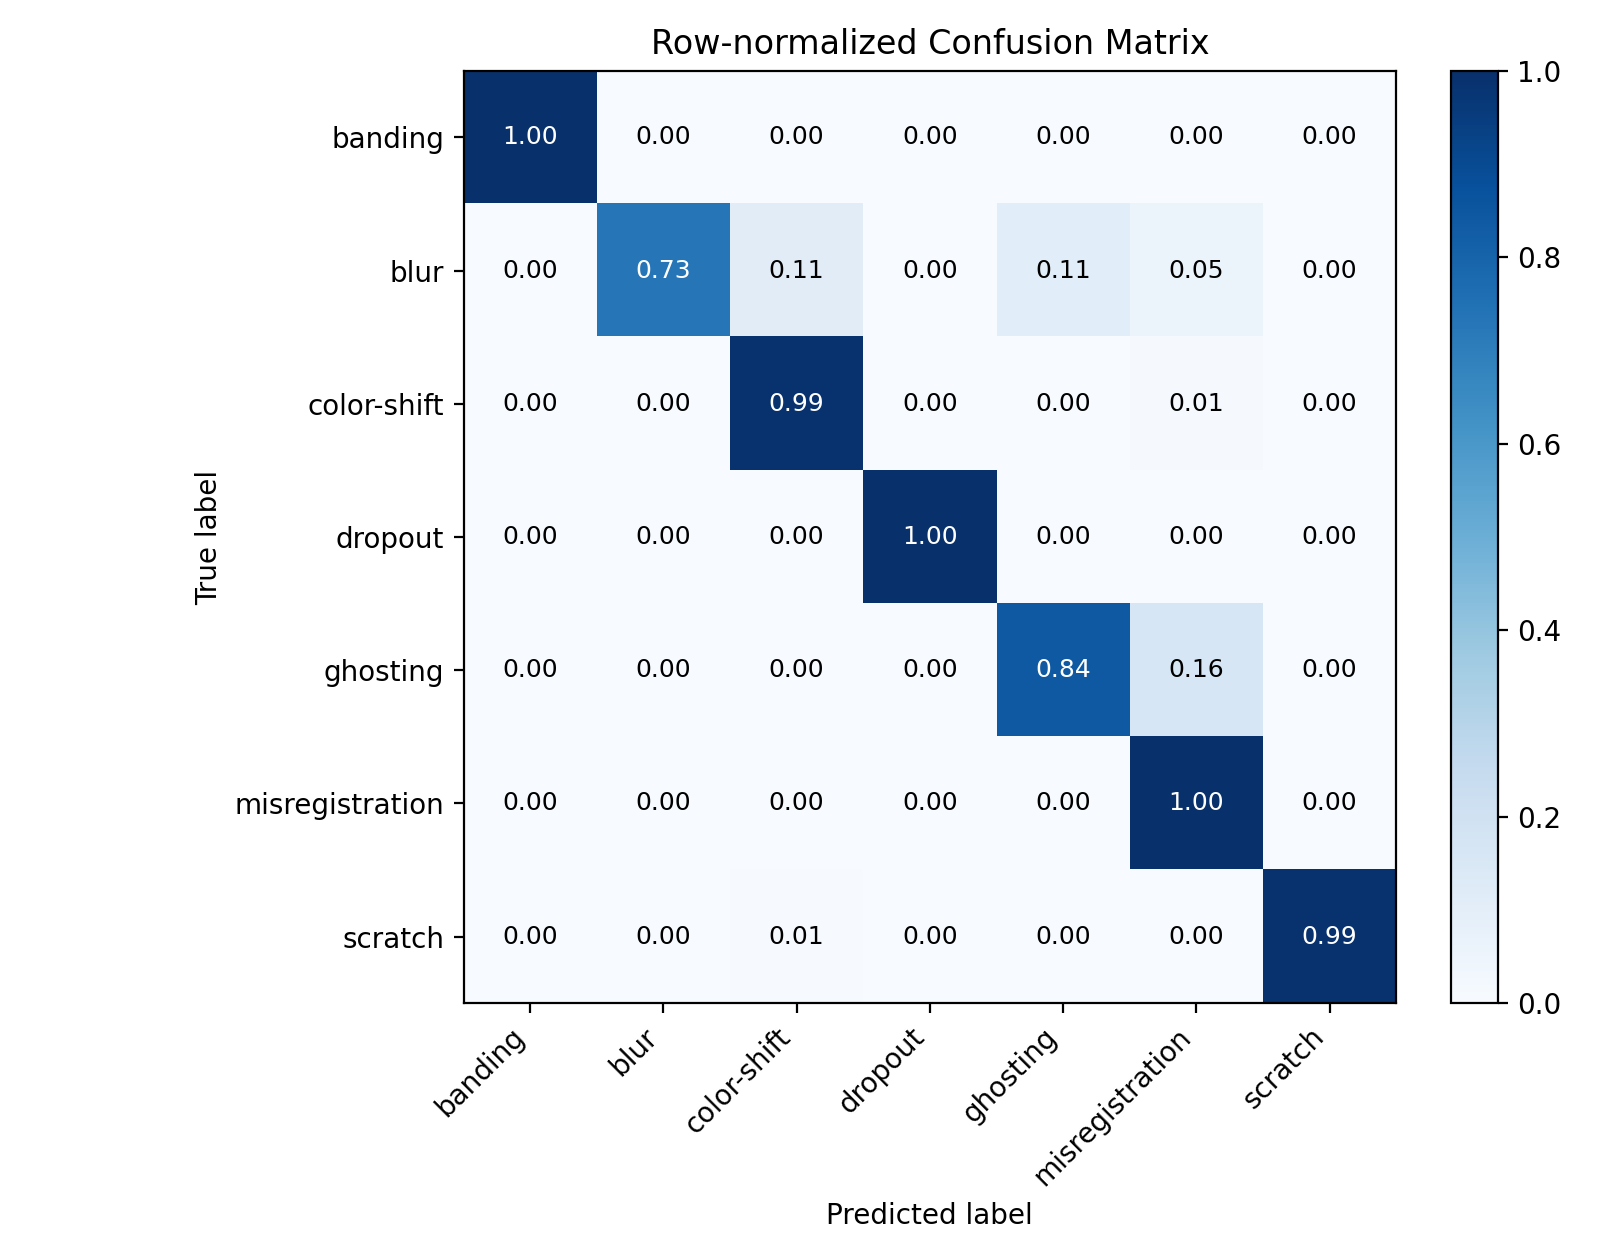 Row-normalized Confusion Matrix
banding 1.00 0.00 0.00 0.00 0.00 0.00 0.00
blur 0.00 0.73 0.11 0.00 0.11 0.05 0.00
color-shift 0.00 0.00 0.99 0.00 0.00 0.01 0.00
dropout 0.00 0.00 0.00 1.00 0.00 0.00 0.00
ghosting 0.00 0.00 0.00 0.00 0.84 0.16 0.00
misregistration 0.00 0.00 0.00 0.00 0.00 1.00 0.00
scratch 0.00 0.00 0.01 0.00 0.00 0.00 0.99
True label
banding blur color-shift dropout ghosting misregistration scratch
Predicted label
1.0
0.8
0.6
0.4
0.2
0.0